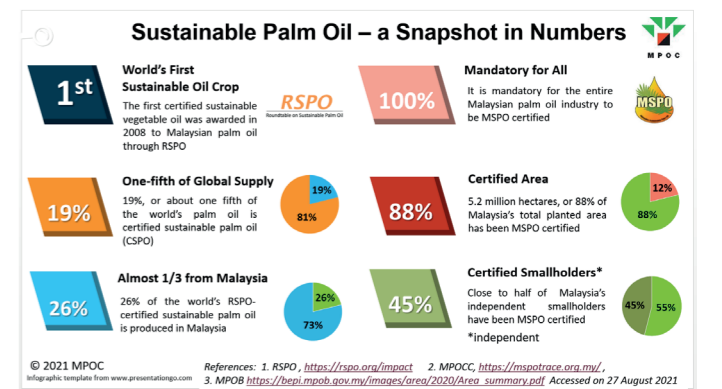 Sustainable Palm Oil – a Snapshot in Numbers
MPOC
1st
World's First
Sustainable Oil Crop
The first certified sustainable
vegetable oil was awarded in
2008 to Malaysian palm oil
through RSPO
RSPO
Roundtable on Sustainable Palm Oil
100%
Mandatory for All
It is mandatory for the entire
Malaysian palm oil industry to
be MSPO certified
MSPO
19%
One-fifth of Global Supply
19%, or about one fifth of
the world's palm oil is
certified sustainable palm oil
(CSPO)
19%
81%
88%
Certified Area
5.2 million hectares, or 88% of
Malaysia's total planted area
has been MSPO certified
12%
88%
26%
Almost 1/3 from Malaysia
26% of the world's RSPO-
certified sustainable palm oil
is produced in Malaysia
26%
73%
45%
Certified Smallholders*
Close to half of Malaysia's
independent smallholders
have been MSPO certified
*independent
45%
55%
© 2021 MPOC
Infographic template from www.presentationgo.com
References: 1. RSPO , https://rspo.org/impact 2. MPOCC, https://mspotrace.org.my/ ,
3. MPOB https://bepi.mpob.gov.my/images/area/2020/Area_summary.pdf Accessed on 27 August 2021